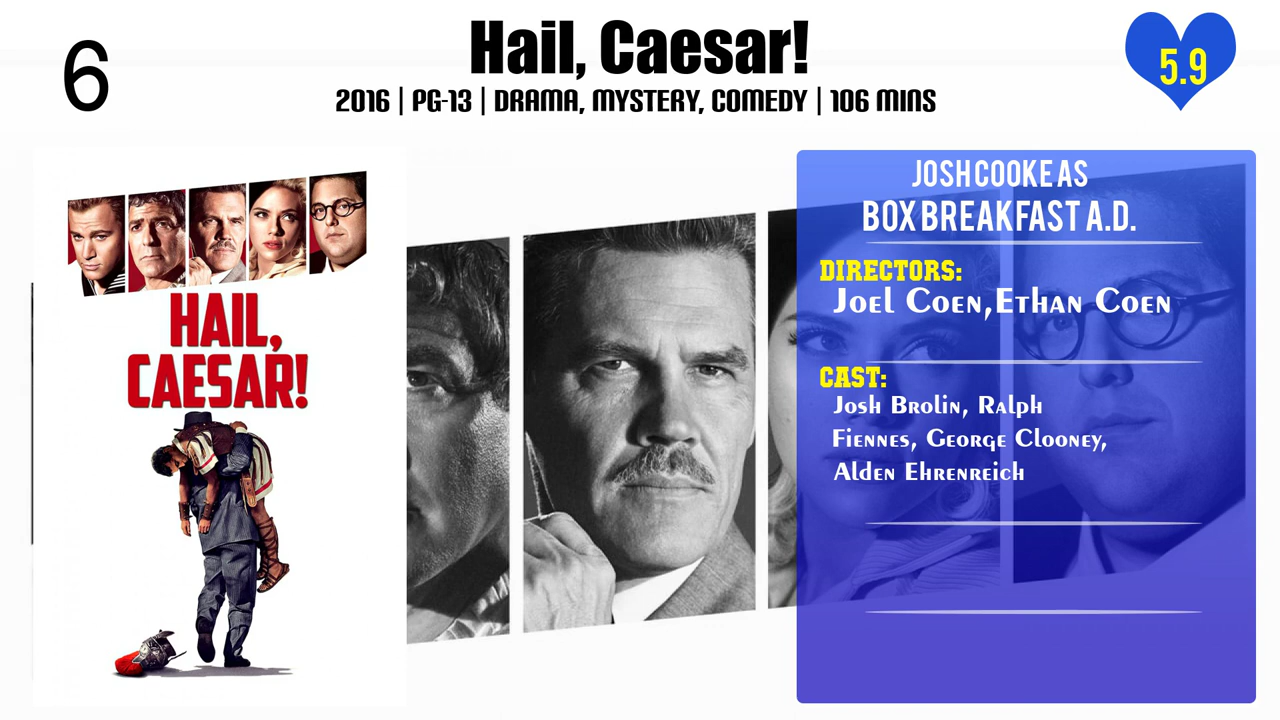 6
Hail, Caesar!
5.9
2016 | PG-13 | DRAMA, MYSTERY, COMEDY | 106 MINS
HAIL,
CAESAR!
JOSH COOKE AS
BOX BREAKFAST A.D.
DIRECTORS:
Joel Coen,Ethan Coen
CAST:
Josh Brolin, Ralph
Fiennes, George Clooney,
Alden Ehrenreich